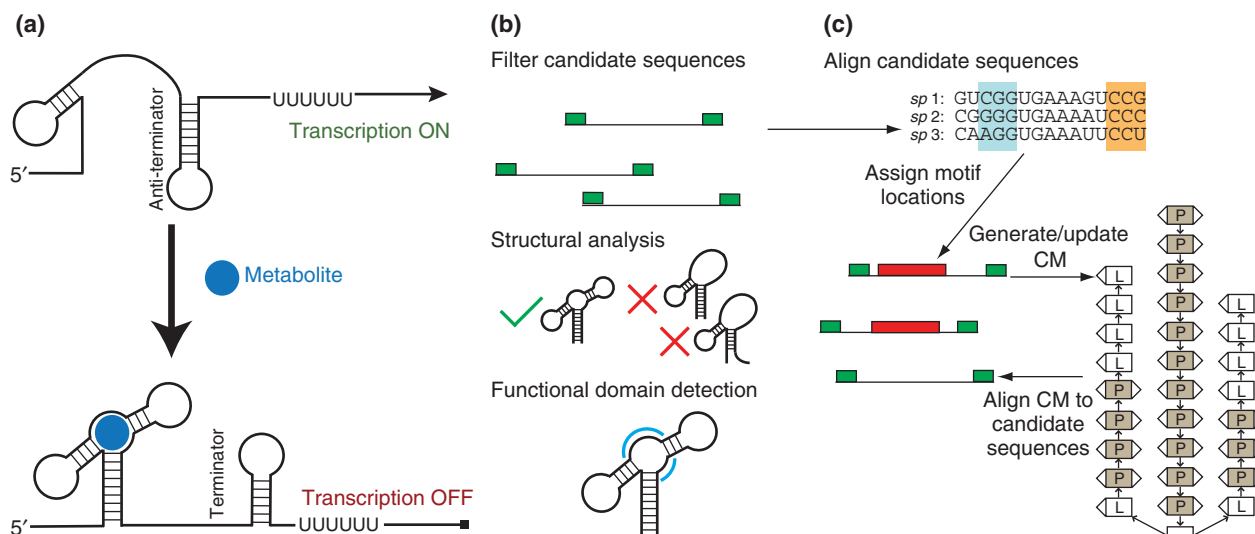 (a)
UUUUUU
Transcription ON
5′
Anti-terminator
Metabolite
Terminator
Transcription OFF
5′
UUUUUU
(b)
Filter candidate sequences
Structural analysis
Functional domain detection
(c)
Align candidate sequences
sp 1: GUCGGUGAAAGUCCG
sp 2: CGGGGUGAAAAUCCC
sp 3: CAAGGUGAAAUUCCU
Assign motif
locations
Generate/update
CM
Align CM to
candidate
sequences
L
L
L
L
P
P
P
P
L
P
P
P
P
P
P
P
P
P
P
P
L
L
L
L
P
P
P
L